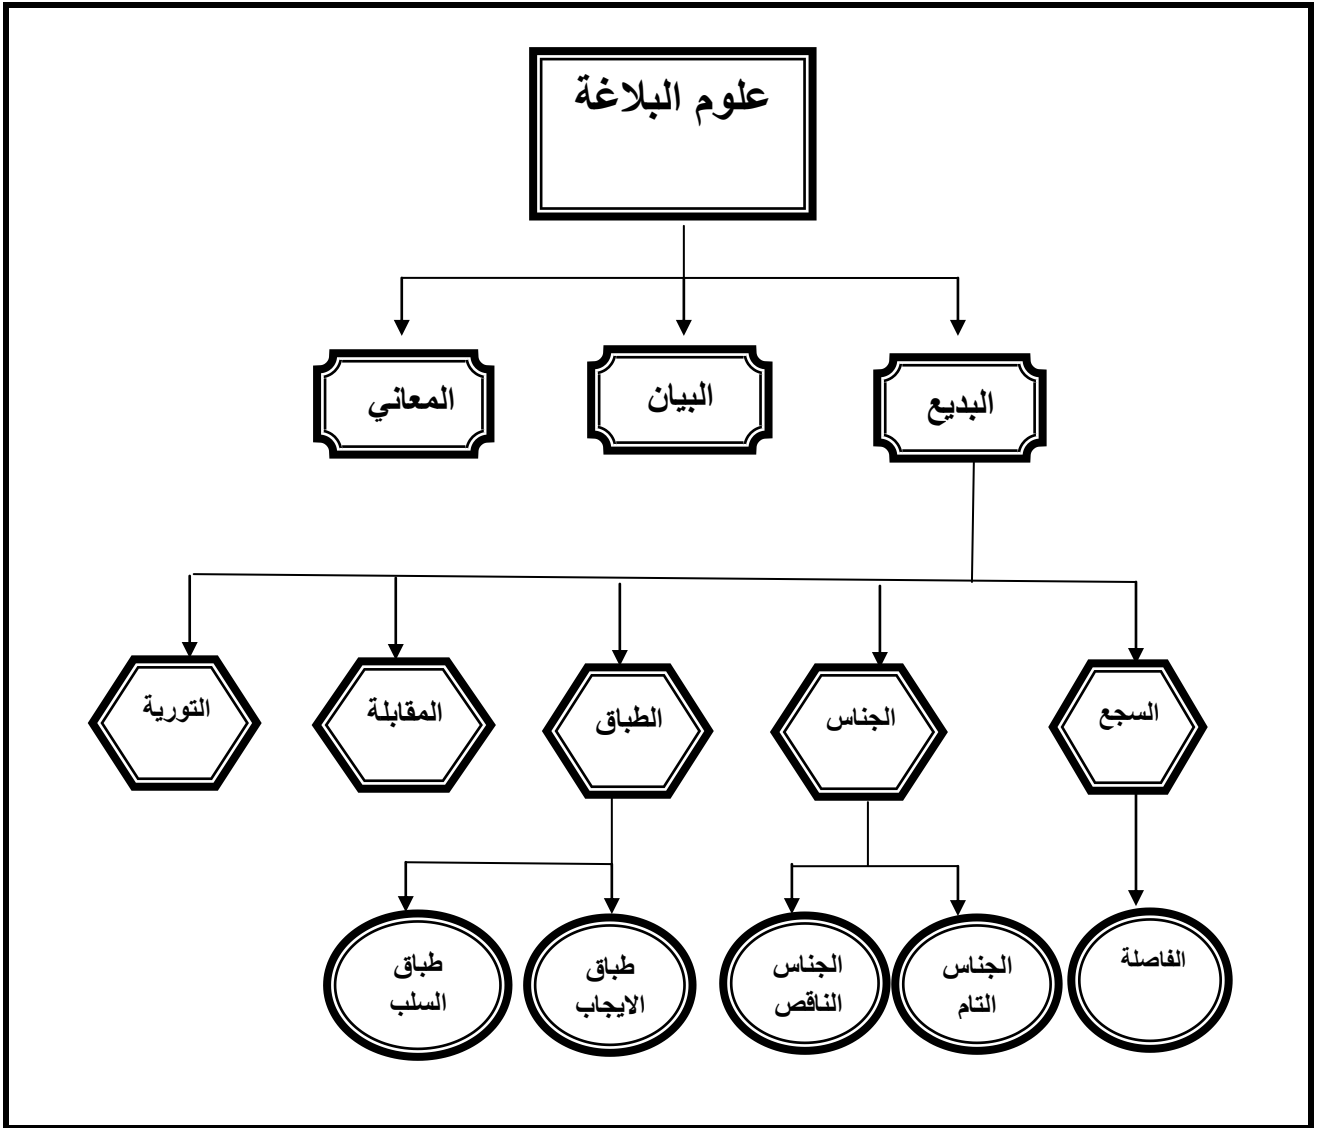 علوم البلاغة
البديع
البيان
المعاني
السجع
الجناس
الطباق
المقابلة
التورية
الفاصلة
الجناس
التام
الجناس
الناقص
طباق
الايجاب
طباق
السلب